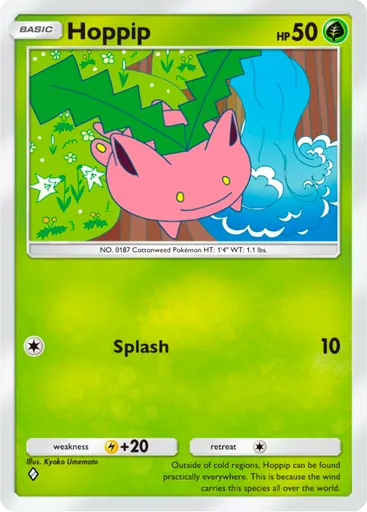 BASIC Hoppip HP 50
NO. 0187 Cottonweed Pokémon HT: 1'4" WT: 1.1 lbs.
Splash 10
weakness +20 retreat
Illus. Kyoko Umemoto
Outside of cold regions, Hoppip can be found
practically everywhere. This is because the wind
carries this species all over the world.